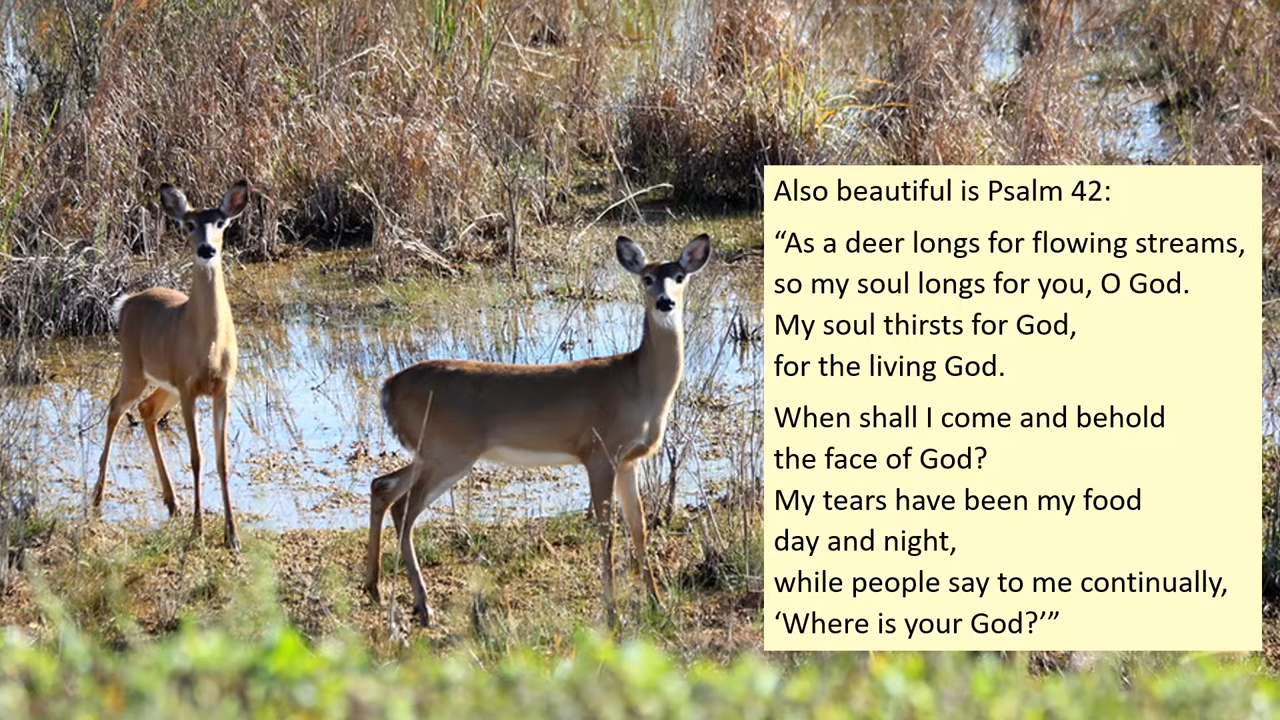 Also beautiful is Psalm 42:
“As a deer longs for flowing streams,
so my soul longs for you, O God.
My soul thirsts for God,
for the living God.
When shall I come and behold
the face of God?
My tears have been my food
day and night,
while people say to me continually,
‘Where is your God?’”